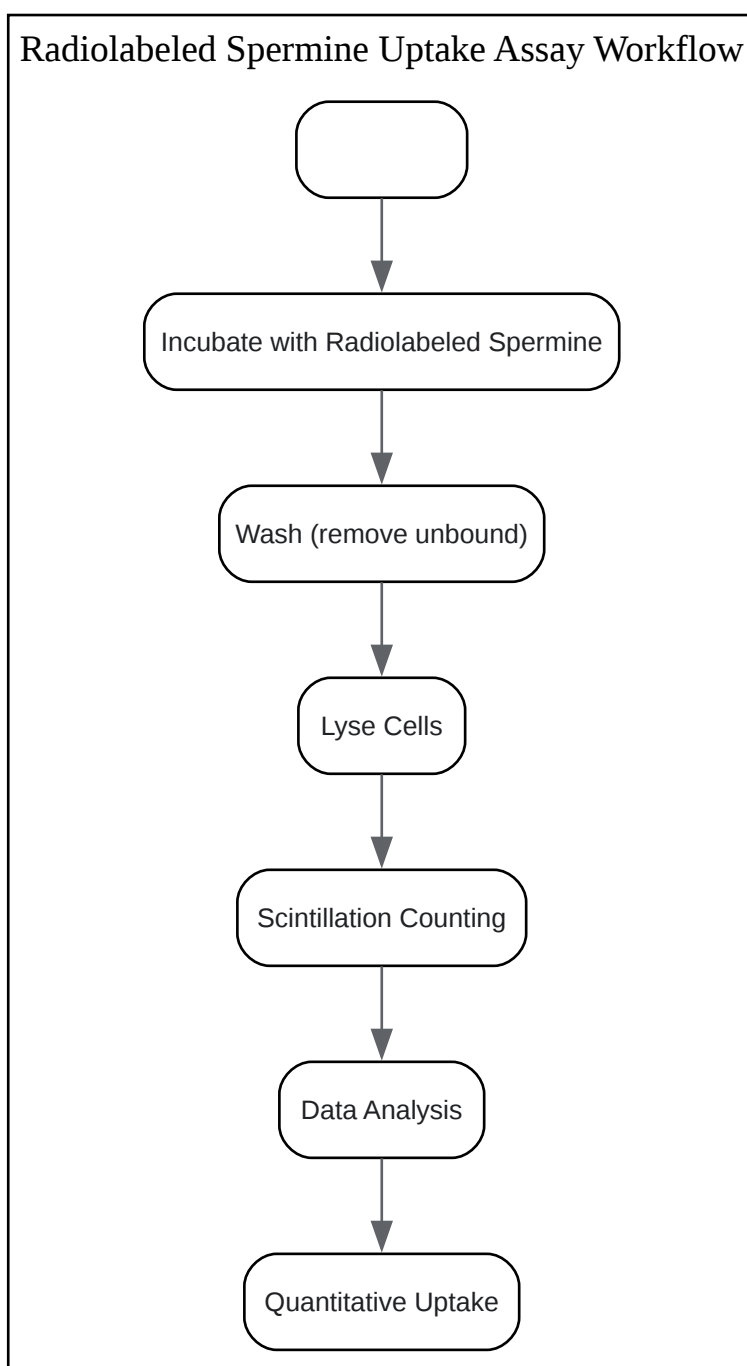 Radiolabeled Spermine Uptake Assay Workflow
Incubate with Radiolabeled Spermine
Wash (remove unbound)
Lyse Cells
Scintillation Counting
Data Analysis
Quantitative Uptake